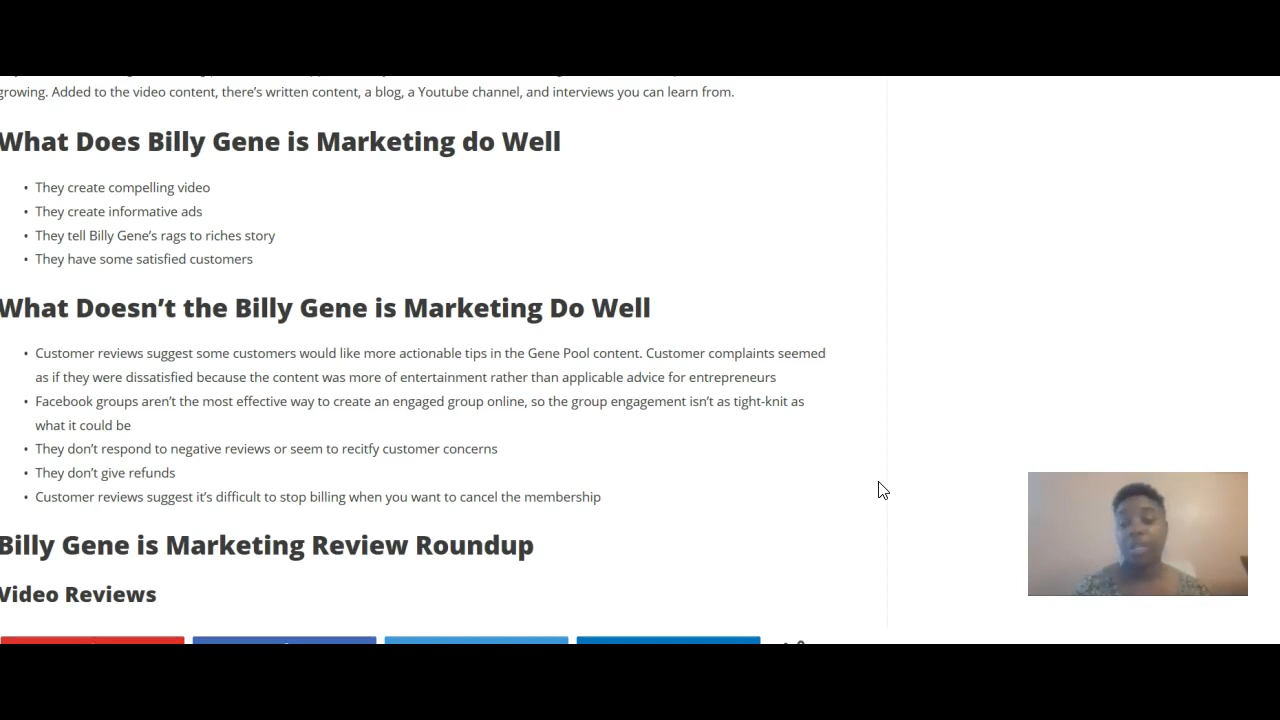 growing. Added to the video content, there's written content, a blog, a Youtube channel, and interviews you can learn from.
What Does Billy Gene is Marketing do Well
• They create compelling video
• They create informative ads
• They tell Billy Gene's rags to riches story
• They have some satisfied customers
What Doesn't the Billy Gene is Marketing Do Well
• Customer reviews suggest some customers would like more actionable tips in the Gene Pool content. Customer complaints seemed
as if they were dissatisfied because the content was more of entertainment rather than applicable advice for entrepreneurs
• Facebook groups aren't the most effective way to create an engaged group online, so the group engagement isn't as tight-knit as
what it could be
• They don't respond to negative reviews or seem to recitfy customer concerns
• They don't give refunds
• Customer reviews suggest it's difficult to stop billing when you want to cancel the membership
Billy Gene is Marketing Review Roundup
Video Reviews